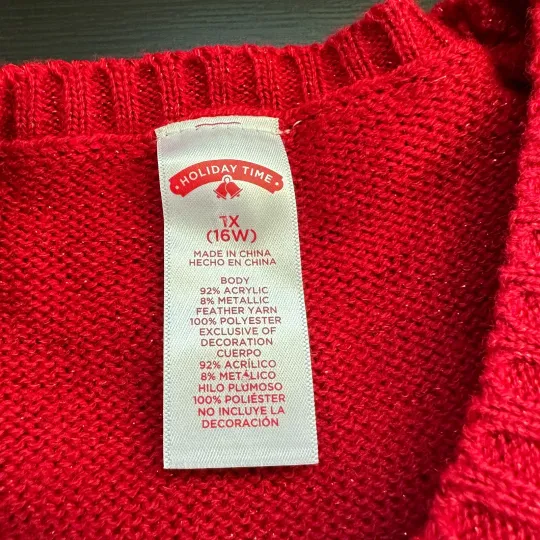 HOLIDAY TIME
1X
(16W)
MADE IN CHINA
HECHO EN CHINA
BODY
92% ACRYLIC
8% METALLIC
FEATHER YARN
100% POLYESTER
EXCLUSIVE OF
DECORATION
CUERPO
92% ACRÍLICO
8% METÁLICO
HILO PLUMOSO
100% POLIÉSTER
NO INCLUYE LA
DECORACIÓN